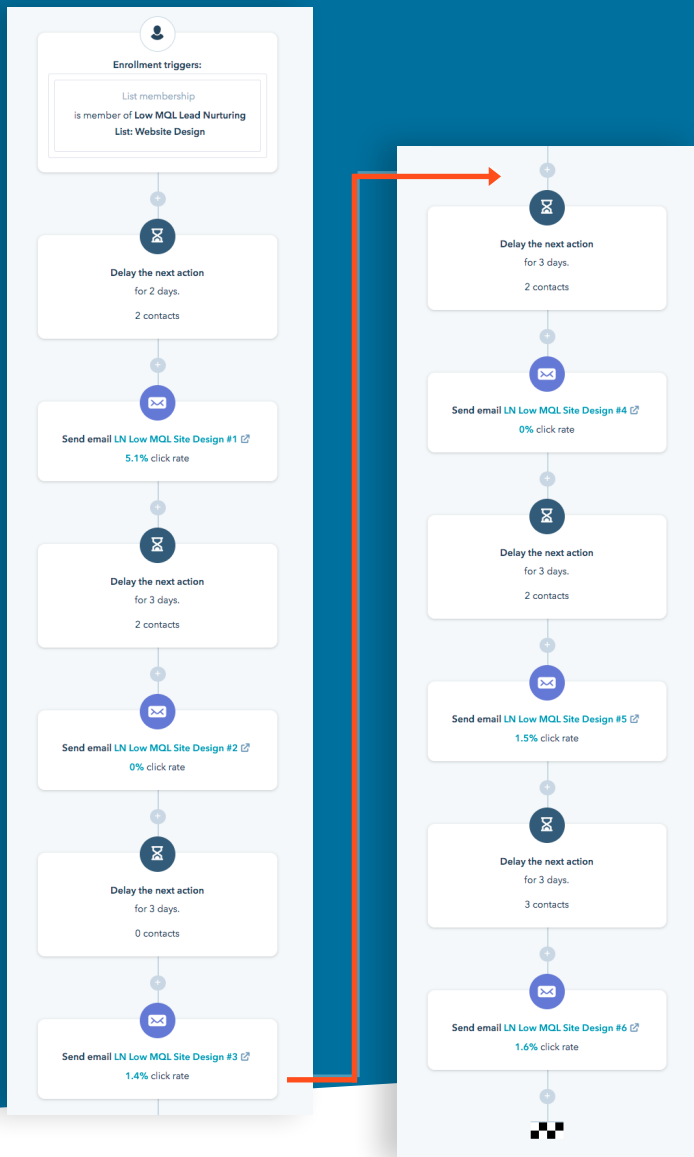 Enrollment triggers:
List membership
is member of Low MQL Lead Nurturing
List: Website Design
Delay the next action
for 2 days.
2 contacts
Send email LN Low MQL Site Design #1
5.1% click rate
Delay the next action
for 3 days.
2 contacts
Send email LN Low MQL Site Design #2
0% click rate
Delay the next action
for 3 days.
0 contacts
Send email LN Low MQL Site Design #3
1.4% click rate
Delay the next action
for 3 days.
2 contacts
Send email LN Low MQL Site Design #4
0% click rate
Delay the next action
for 3 days.
2 contacts
Send email LN Low MQL Site Design #5
1.5% click rate
Delay the next action
for 3 days.
3 contacts
Send email LN Low MQL Site Design #6
1.6% click rate